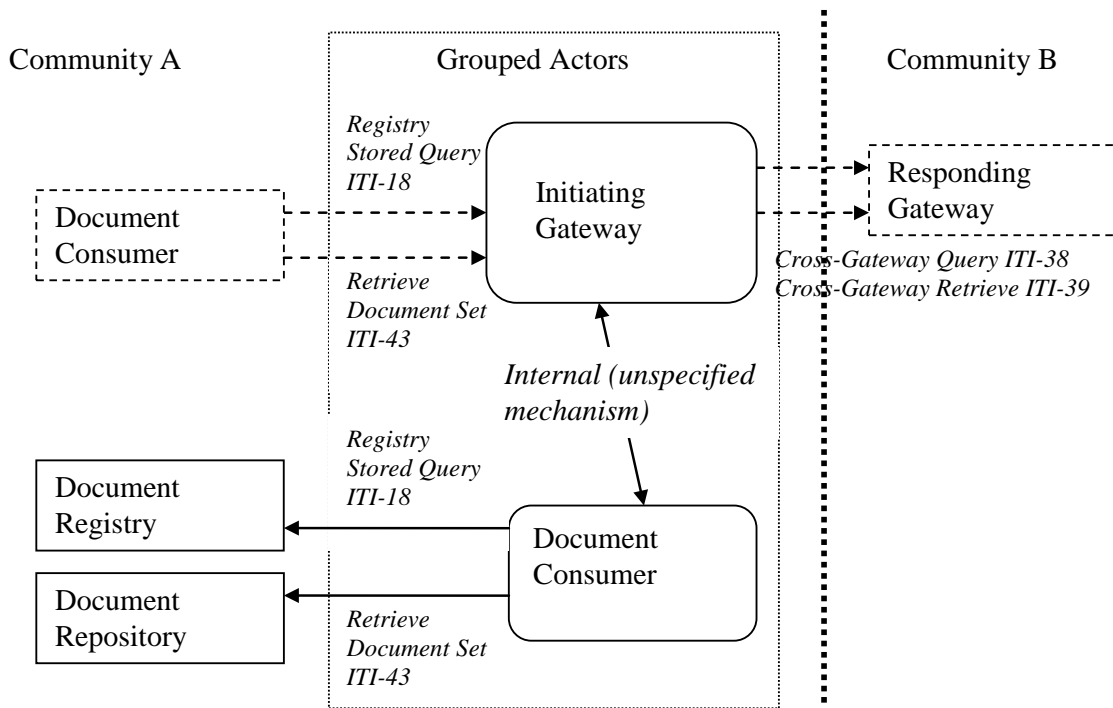 Community A
Grouped Actors
Community B
Registry
Stored Query
ITI-18
Document
Consumer
Initiating
Gateway
Responding
Gateway
Retrieve
Document Set
ITI-43
Cross-Gateway Query ITI-38
Cross-Gateway Retrieve ITI-39
Internal (unspecified
mechanism)
Registry
Stored Query
ITI-18
Document
Registry
Document
Consumer
Document
Repository
Retrieve
Document Set
ITI-43